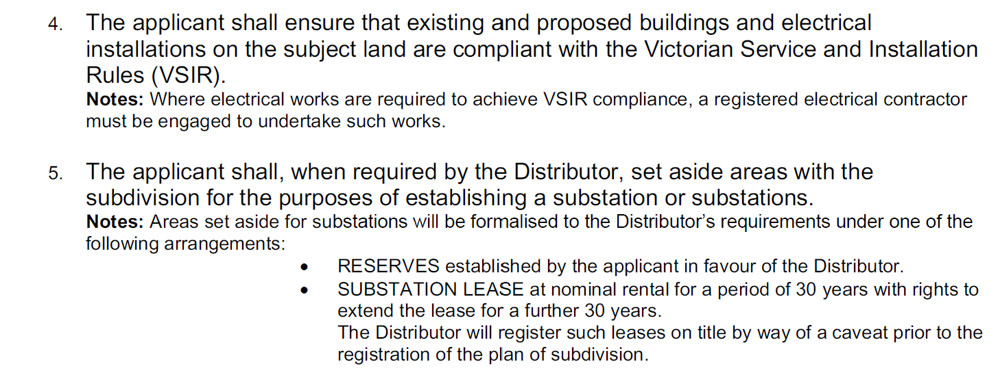 4. The applicant shall ensure that existing and proposed buildings and electrical
installations on the subject land are compliant with the Victorian Service and Installation
Rules (VSIR).
Notes: Where electrical works are required to achieve VSIR compliance, a registered electrical contractor
must be engaged to undertake such works.
5. The applicant shall, when required by the Distributor, set aside areas with the
subdivision for the purposes of establishing a substation or substations.
Notes: Areas set aside for substations will be formalised to the Distributor’s requirements under one of the
following arrangements:
• RESERVES established by the applicant in favour of the Distributor.
• SUBSTATION LEASE at nominal rental for a period of 30 years with rights to
extend the lease for a further 30 years.
The Distributor will register such leases on title by way of a caveat prior to the
registration of the plan of subdivision.